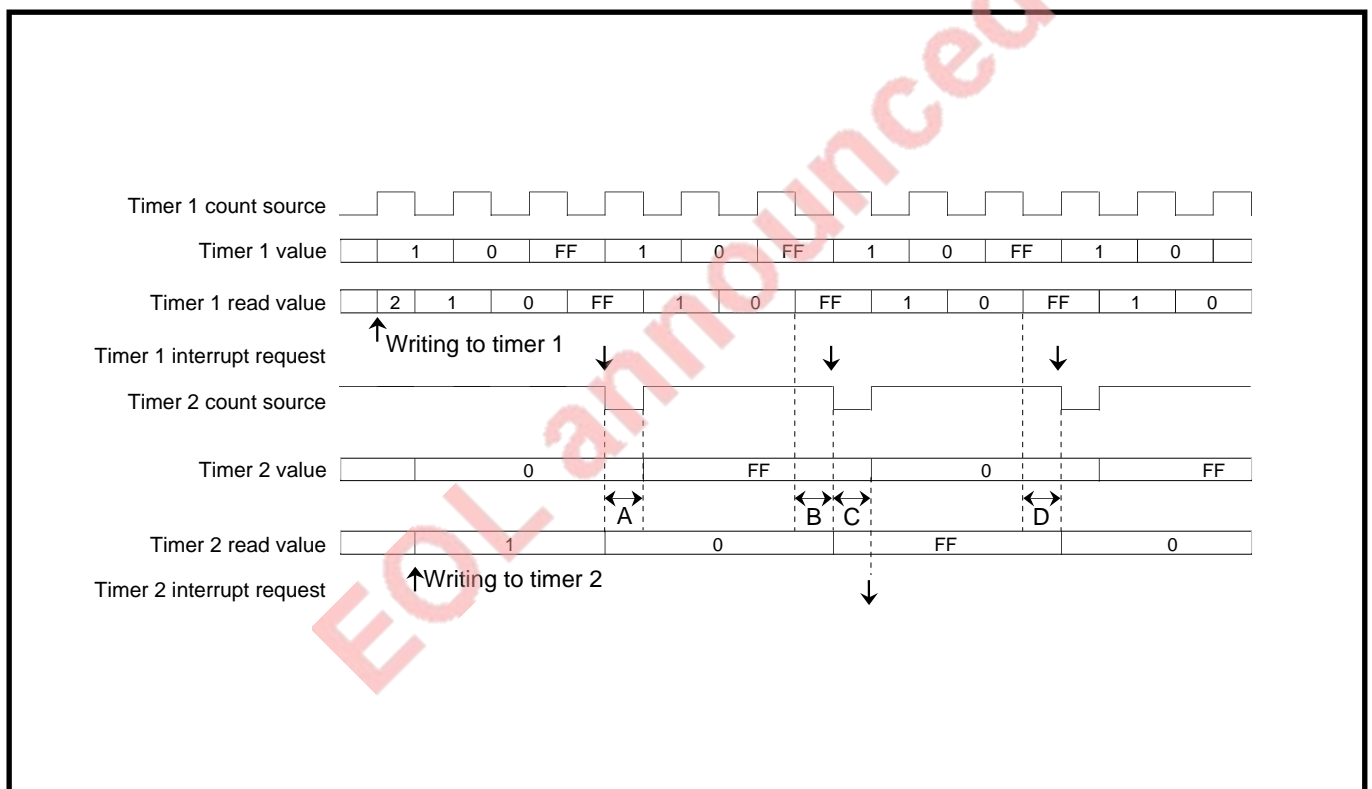 EOL announced
Timer 1 count source
Timer 1 value 1 0 FF 1 0 FF 1 0 FF 1 0
Timer 1 read value 2 1 0 FF 1 0 FF 1 0 FF 1 0
Writing to timer 1
Timer 1 interrupt request
Timer 2 count source
Timer 2 value 0 FF 0 FF
A B C D
Timer 2 read value 1 0 FF 0
Writing to timer 2
Timer 2 interrupt request